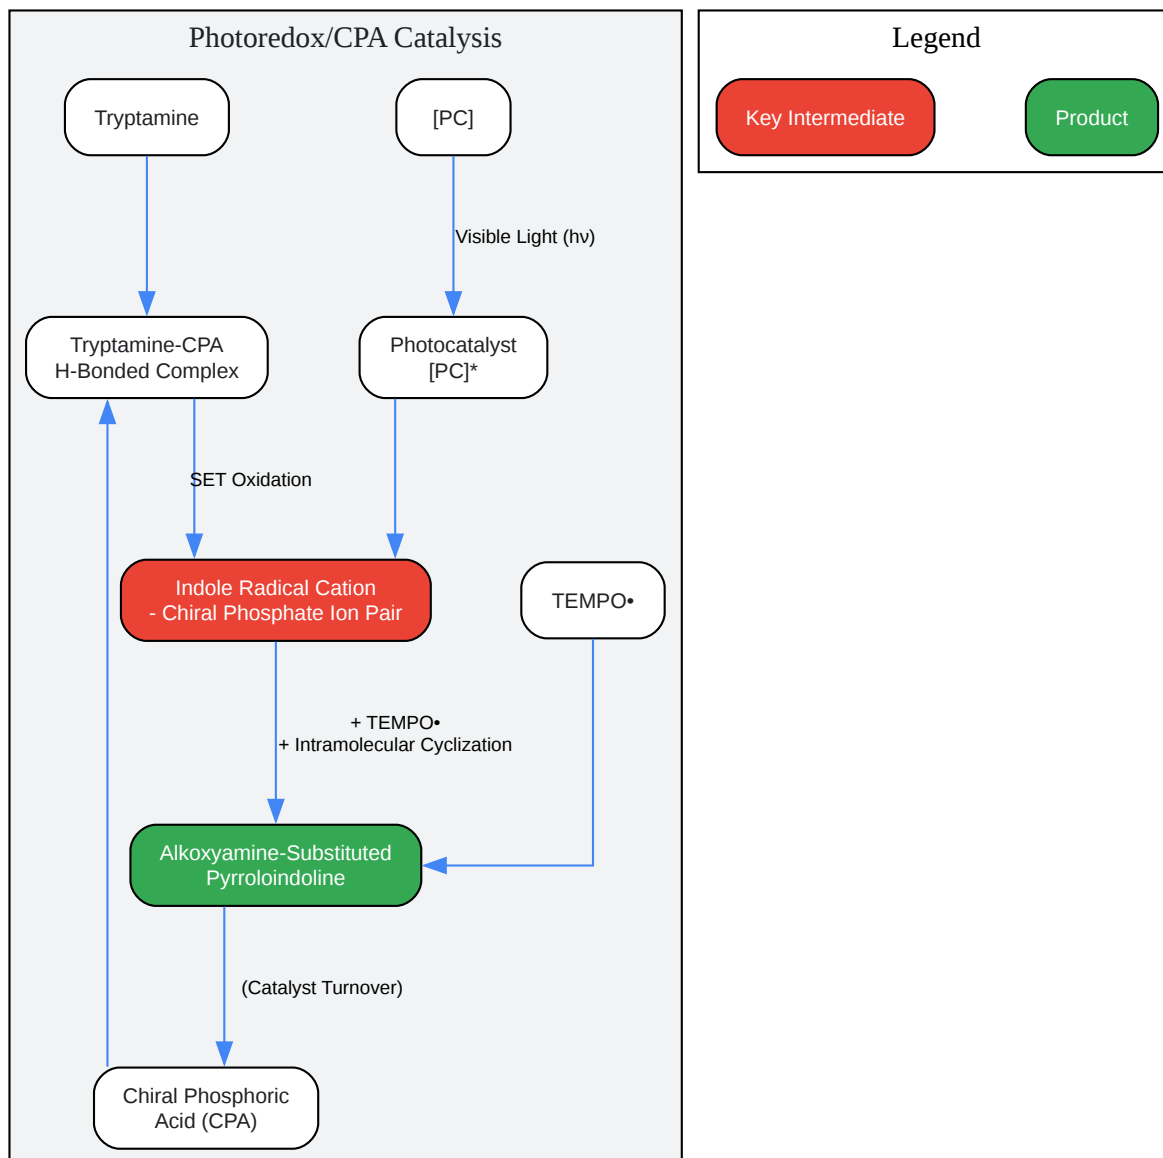 Photoredox/CPA Catalysis
Legend
Tryptamine
[PC]
Key Intermediate
Product
Visible Light (hν)
Tryptamine-CPA
H-Bonded Complex
Photocatalyst
[PC]*
SET Oxidation
Indole Radical Cation
- Chiral Phosphate Ion Pair
TEMPO•
+ TEMPO•
+ Intramolecular Cyclization
Alkoxyamine-Substituted
Pyrroloindoline
(Catalyst Turnover)
Chiral Phosphoric
Acid (CPA)